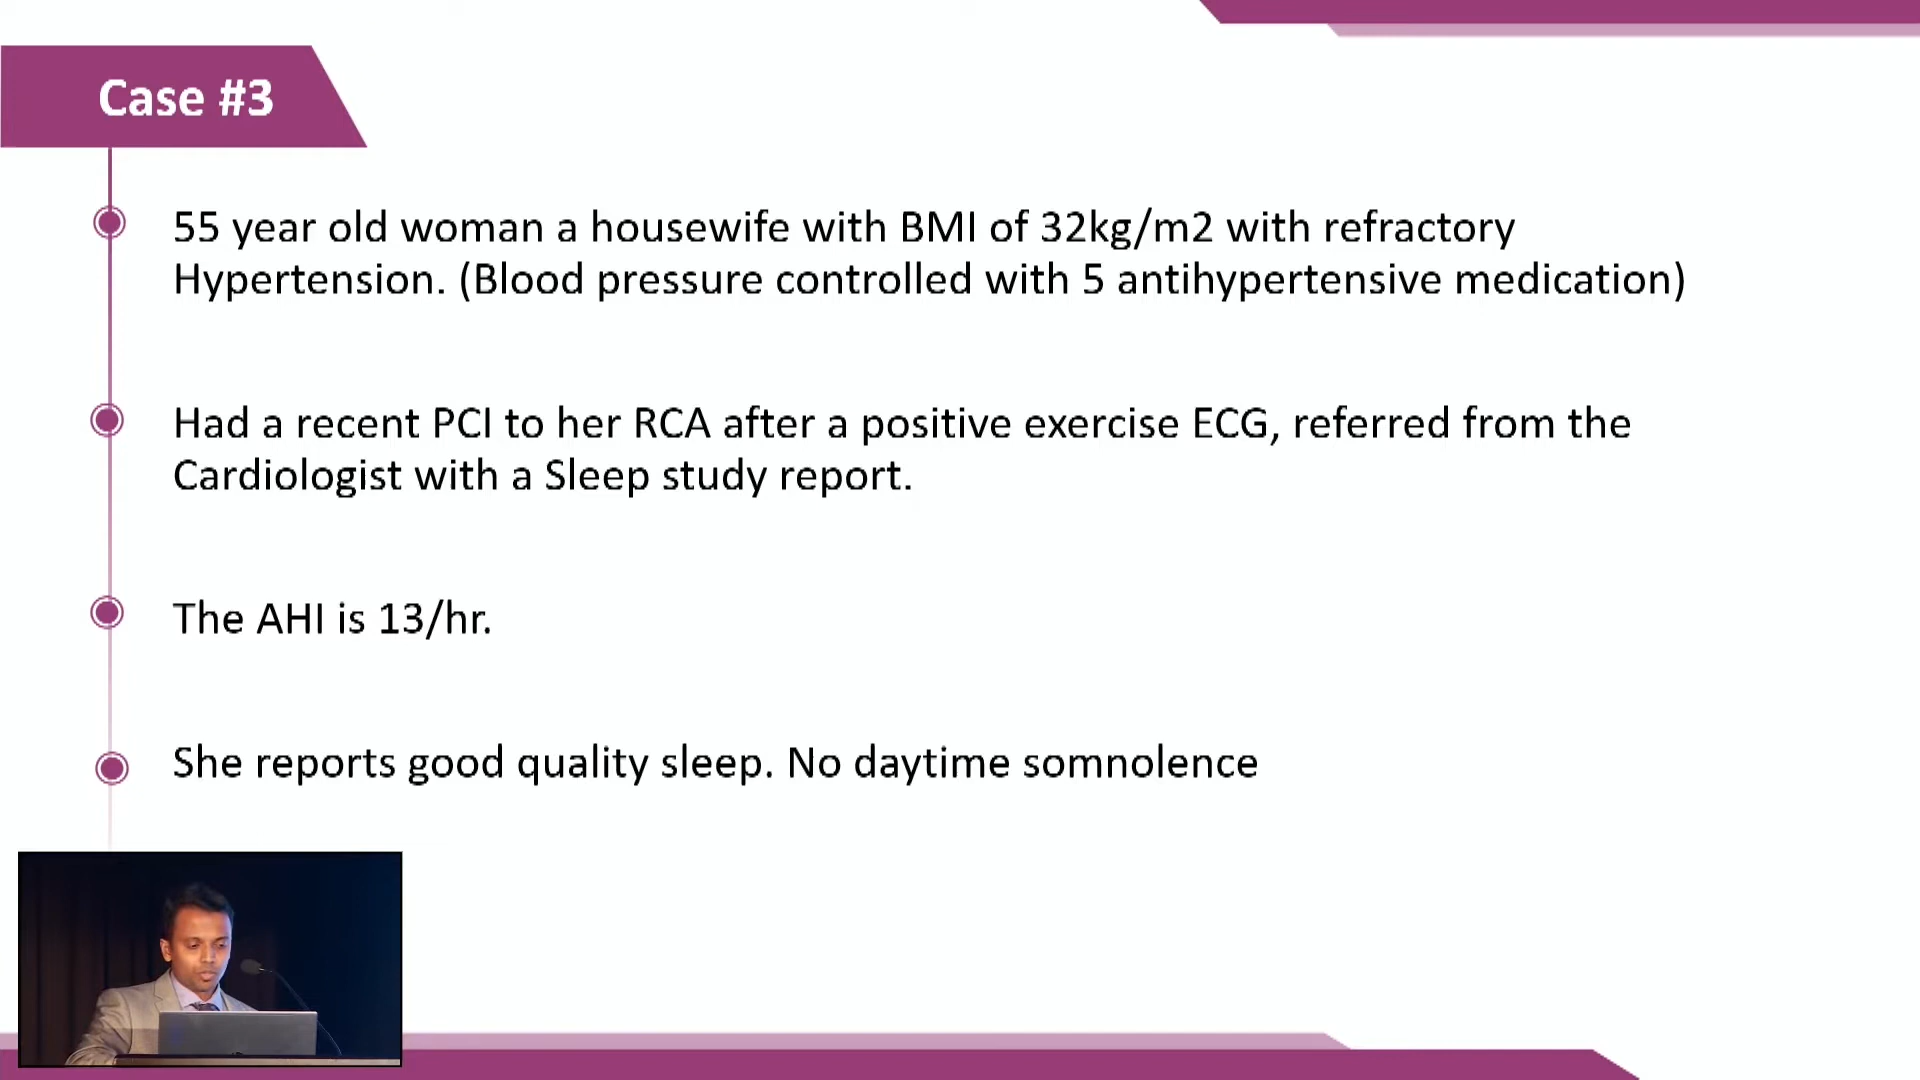 Case #3
55 year old woman a housewife with BMI of 32kg/m2 with refractory
Hypertension. (Blood pressure controlled with 5 antihypertensive medication)
Had a recent PCI to her RCA after a positive exercise ECG, referred from the
Cardiologist with a Sleep study report.
The AHI is 13/hr.
She reports good quality sleep. No daytime somnolence